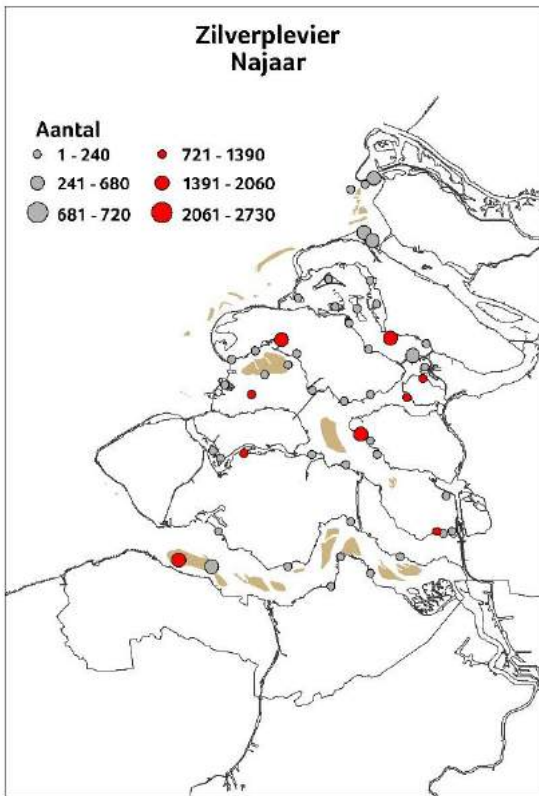 Zilverplevier
Najaar
Aantal
1 - 240
721 - 1390
241 - 680
1391 - 2060
681 - 720
2061 - 2730